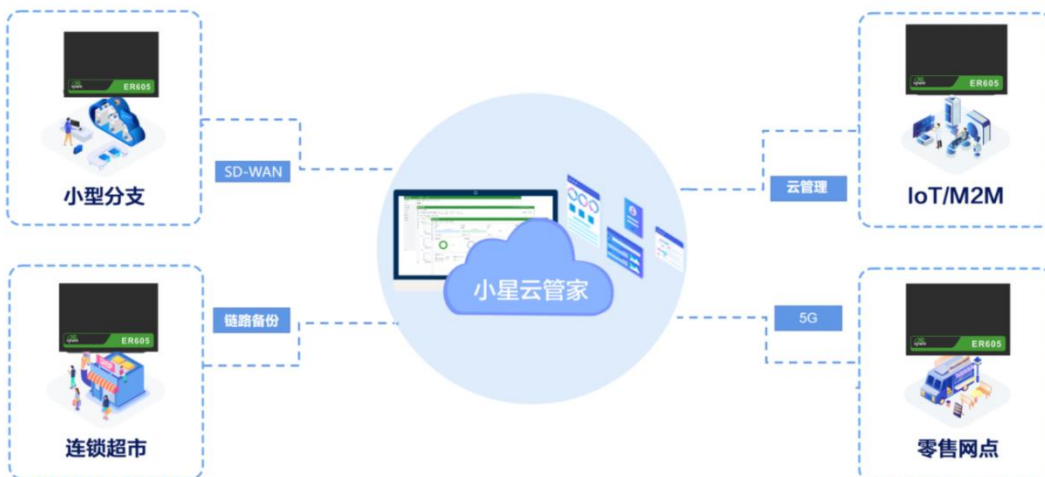 ER605
小型分支
SD-WAN
ER605
IoT/M2M
云管理
小星云管家
ER605
连锁超市
链路备份
ER605
零售网点
5G